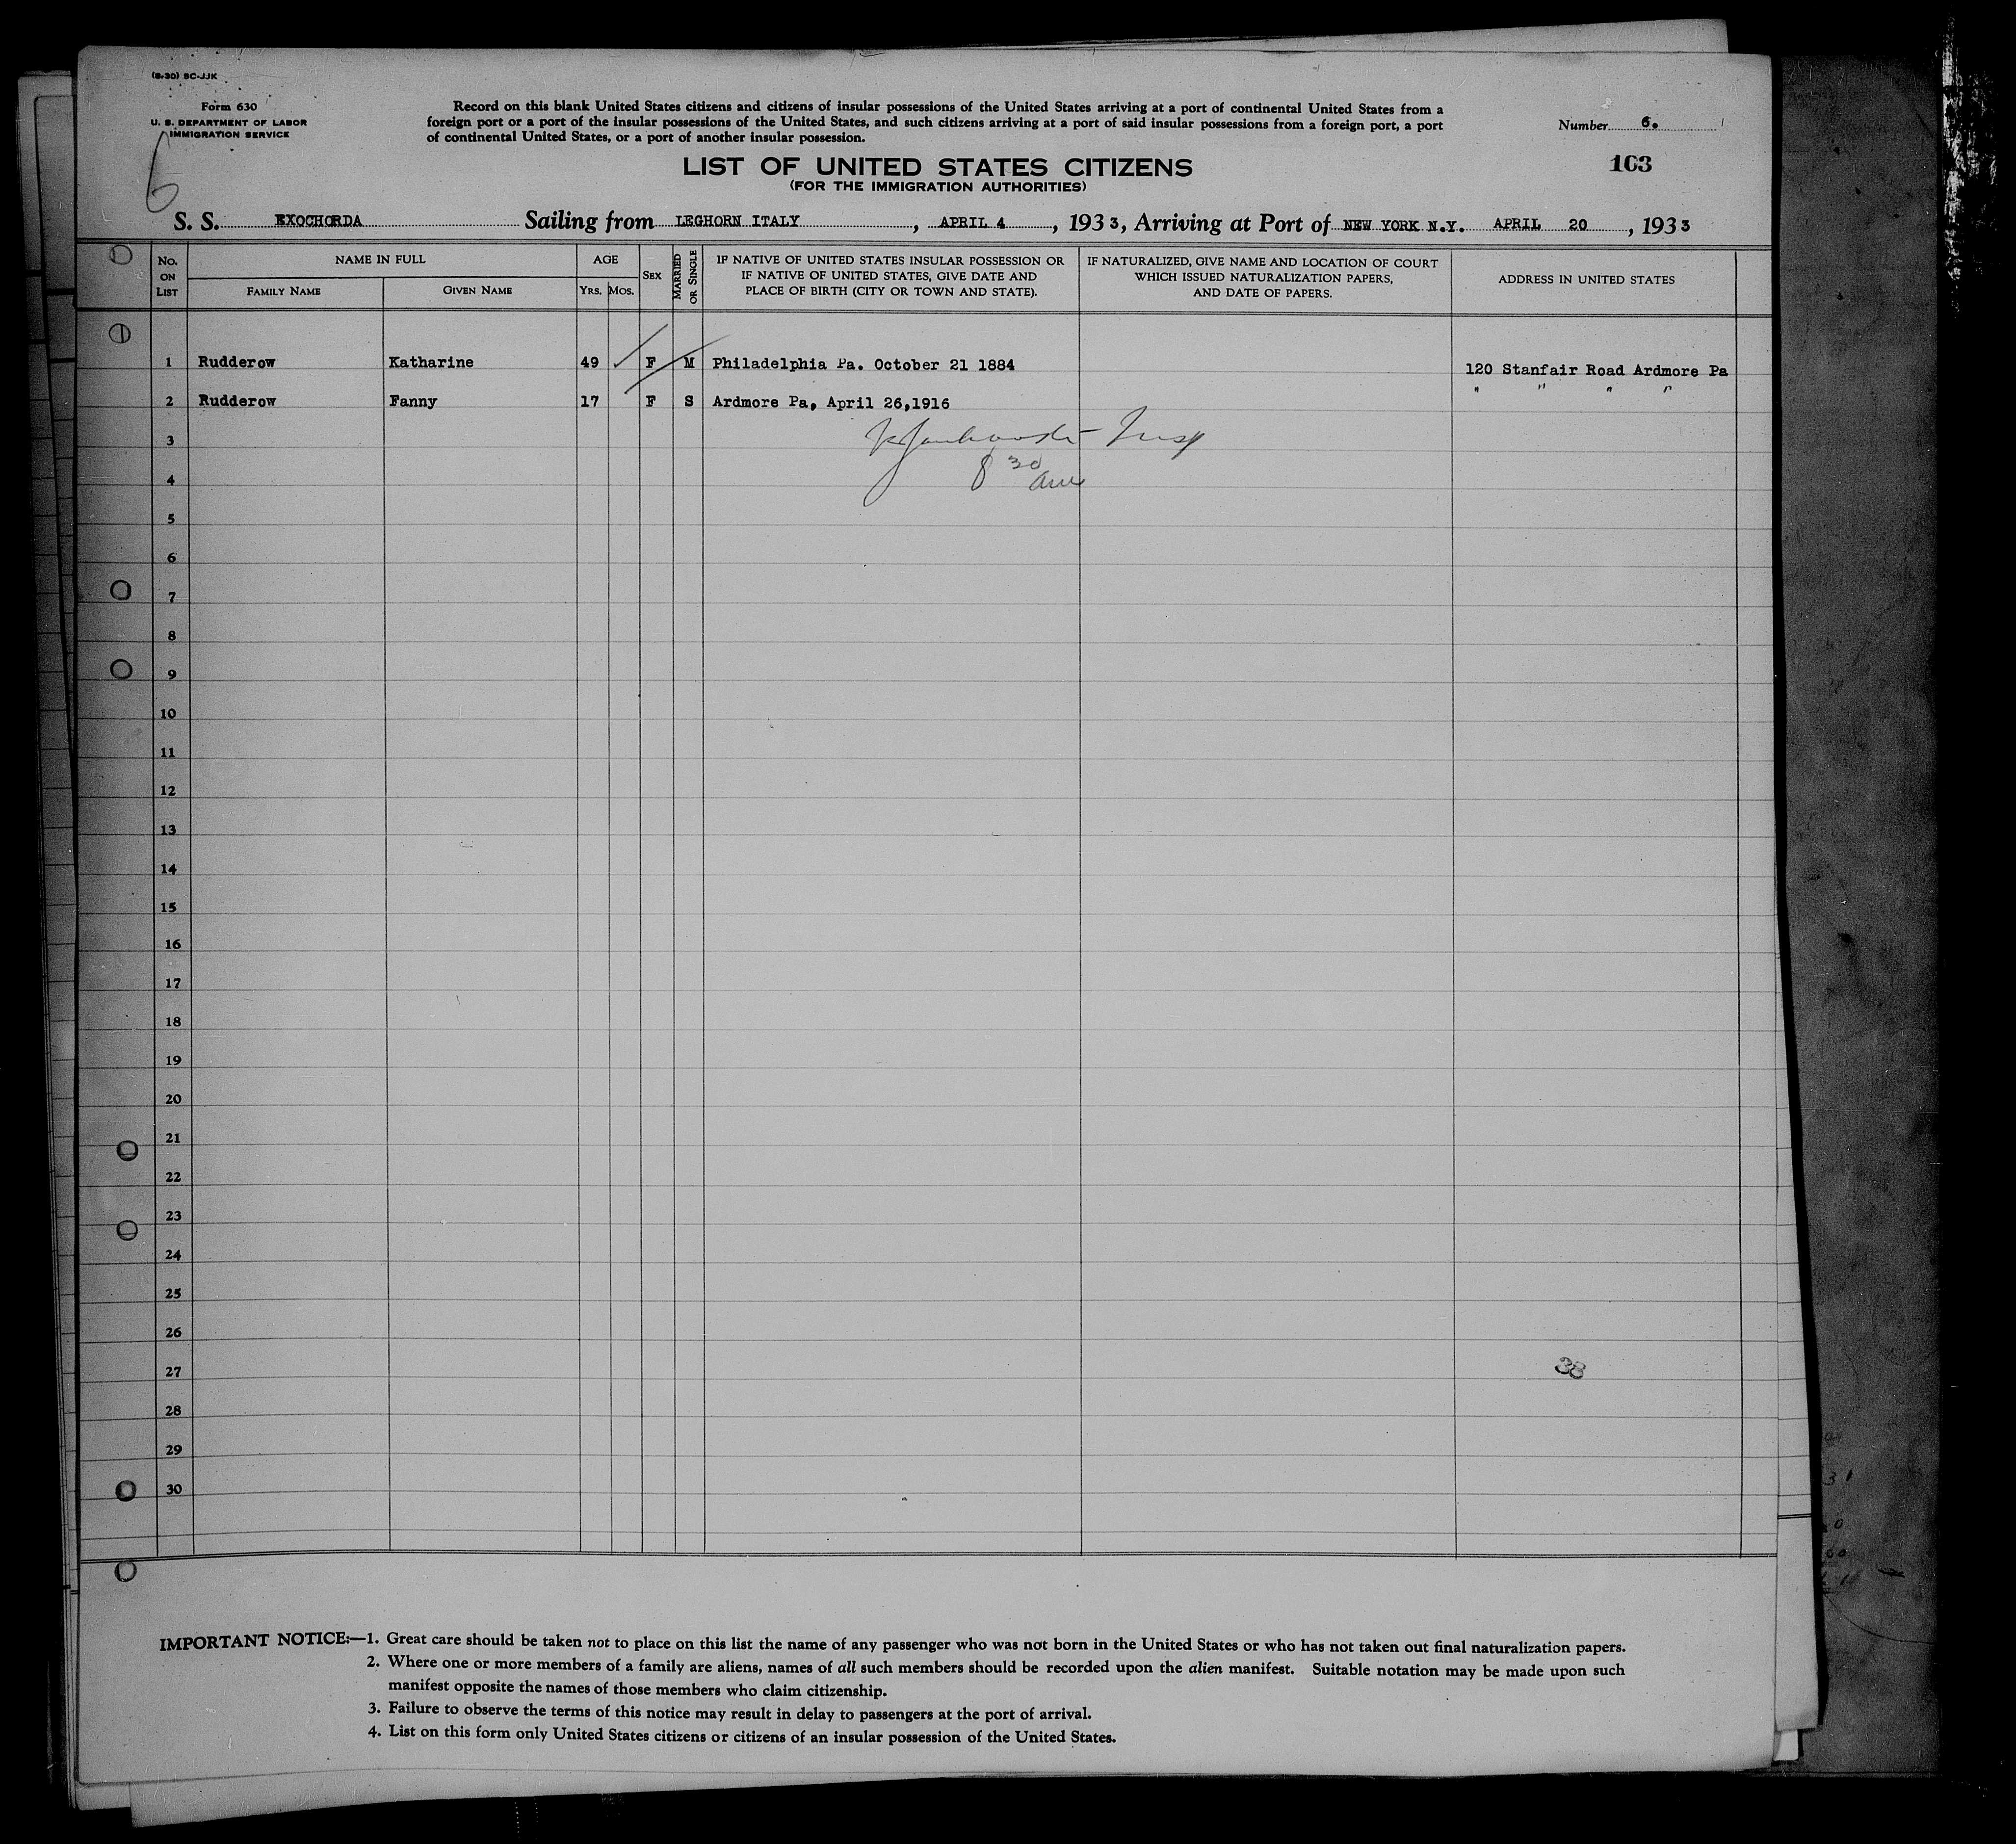 (8-30) SC-JJK
Form 630
U. S. DEPARTMENT OF LABOR
IMMIGRATION SERVICE
6
Record on this blank United States citizens and citizens of insular possessions of the United States arriving at a port of continental United States from a
foreign port or a port of the insular possessions of the United States, and such citizens arriving at a port of said insular possessions from a foreign port, a port
of continental United States, or a port of another insular possession.
Number 6.
103
LIST OF UNITED STATES CITIZENS
(FOR THE IMMIGRATION AUTHORITIES)
S. S. EXOCHORDA Sailing from LEGHORN ITALY, APRIL 4, 1933, Arriving at Port of NEW YORK N.Y. APRIL 20, 1933
No. ON LIST NAME IN FULL FAMILY NAME GIVEN NAME AGE YRS. MOS. SEX MARRIED OR SINGLE IF NATIVE OF UNITED STATES INSULAR POSSESSION OR IF NATIVE OF UNITED STATES, GIVE DATE AND PLACE OF BIRTH (CITY OR TOWN AND STATE). IF NATURALIZED, GIVE NAME AND LOCATION OF COURT WHICH ISSUED NATURALIZATION PAPERS, AND DATE OF PAPERS. ADDRESS IN UNITED STATES
1 Rudderow Katharine 49 F M Philadelphia Pa. October 21 1884 120 Stanfair Road Ardmore Pa
2 Rudderow Fanny 17 F S Ardmore Pa, April 26,1916 " " " "
3 Insp
4 8 30 am
5
6
7
8
9
10
11
12
13
14
15
16
17
18
19
20
21
22
23
24
25
26
27 38
28
29
30
IMPORTANT NOTICE:—1. Great care should be taken not to place on this list the name of any passenger who was not born in the United States or who has not taken out final naturalization papers.
2. Where one or more members of a family are aliens, names of all such members should be recorded upon the alien manifest. Suitable notation may be made upon such
manifest opposite the names of those members who claim citizenship.
3. Failure to observe the terms of this notice may result in delay to passengers at the port of arrival.
4. List on this form only United States citizens or citizens of an insular possession of the United States.